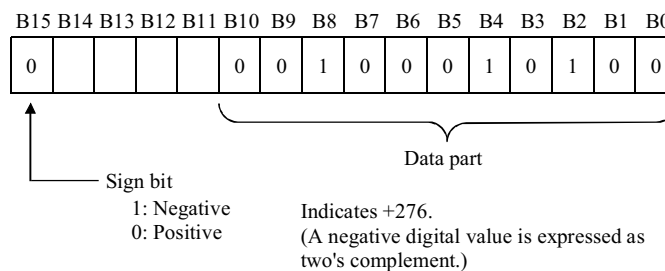 B15 B14 B13 B12 B11 B10 B9 B8 B7 B6 B5 B4 B3 B2 B1 B0
0 0 0 1 0 0 0 1 0 1 0 0
Data part
Sign bit
1: Negative
0: Positive
Indicates +276.
(A negative digital value is expressed as
two's complement.)